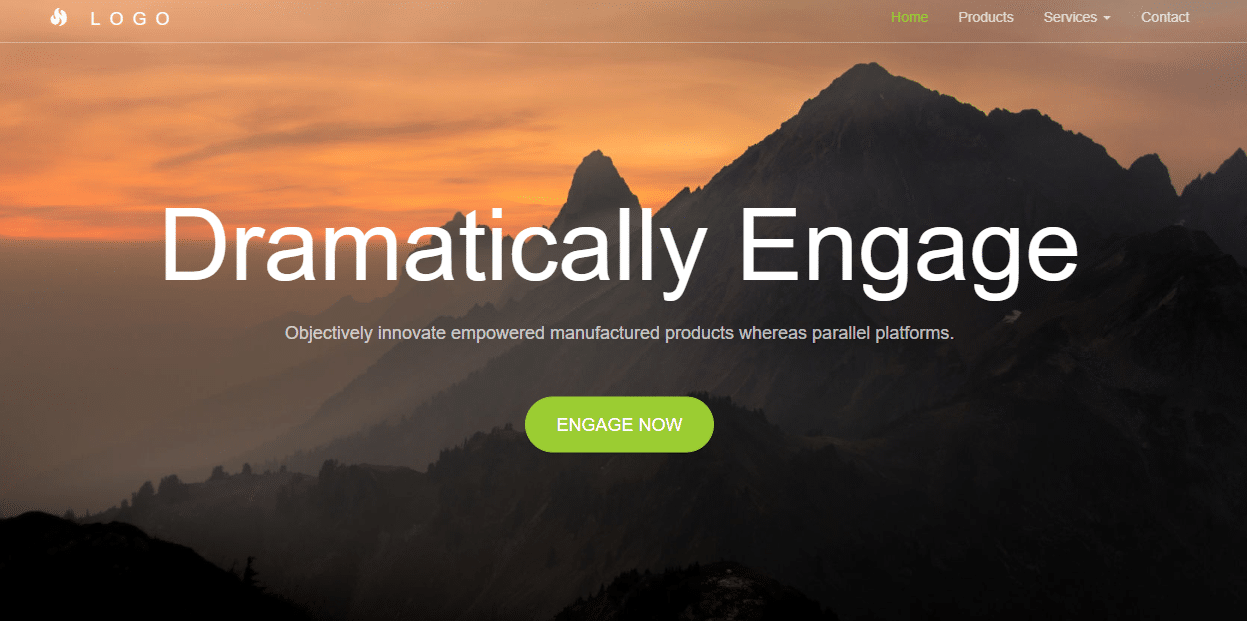 LOGO
Home
Products
Services
Contact
Dramatically Engage
Objectively innovate empowered manufactured products whereas parallel platforms.
ENGAGE NOW